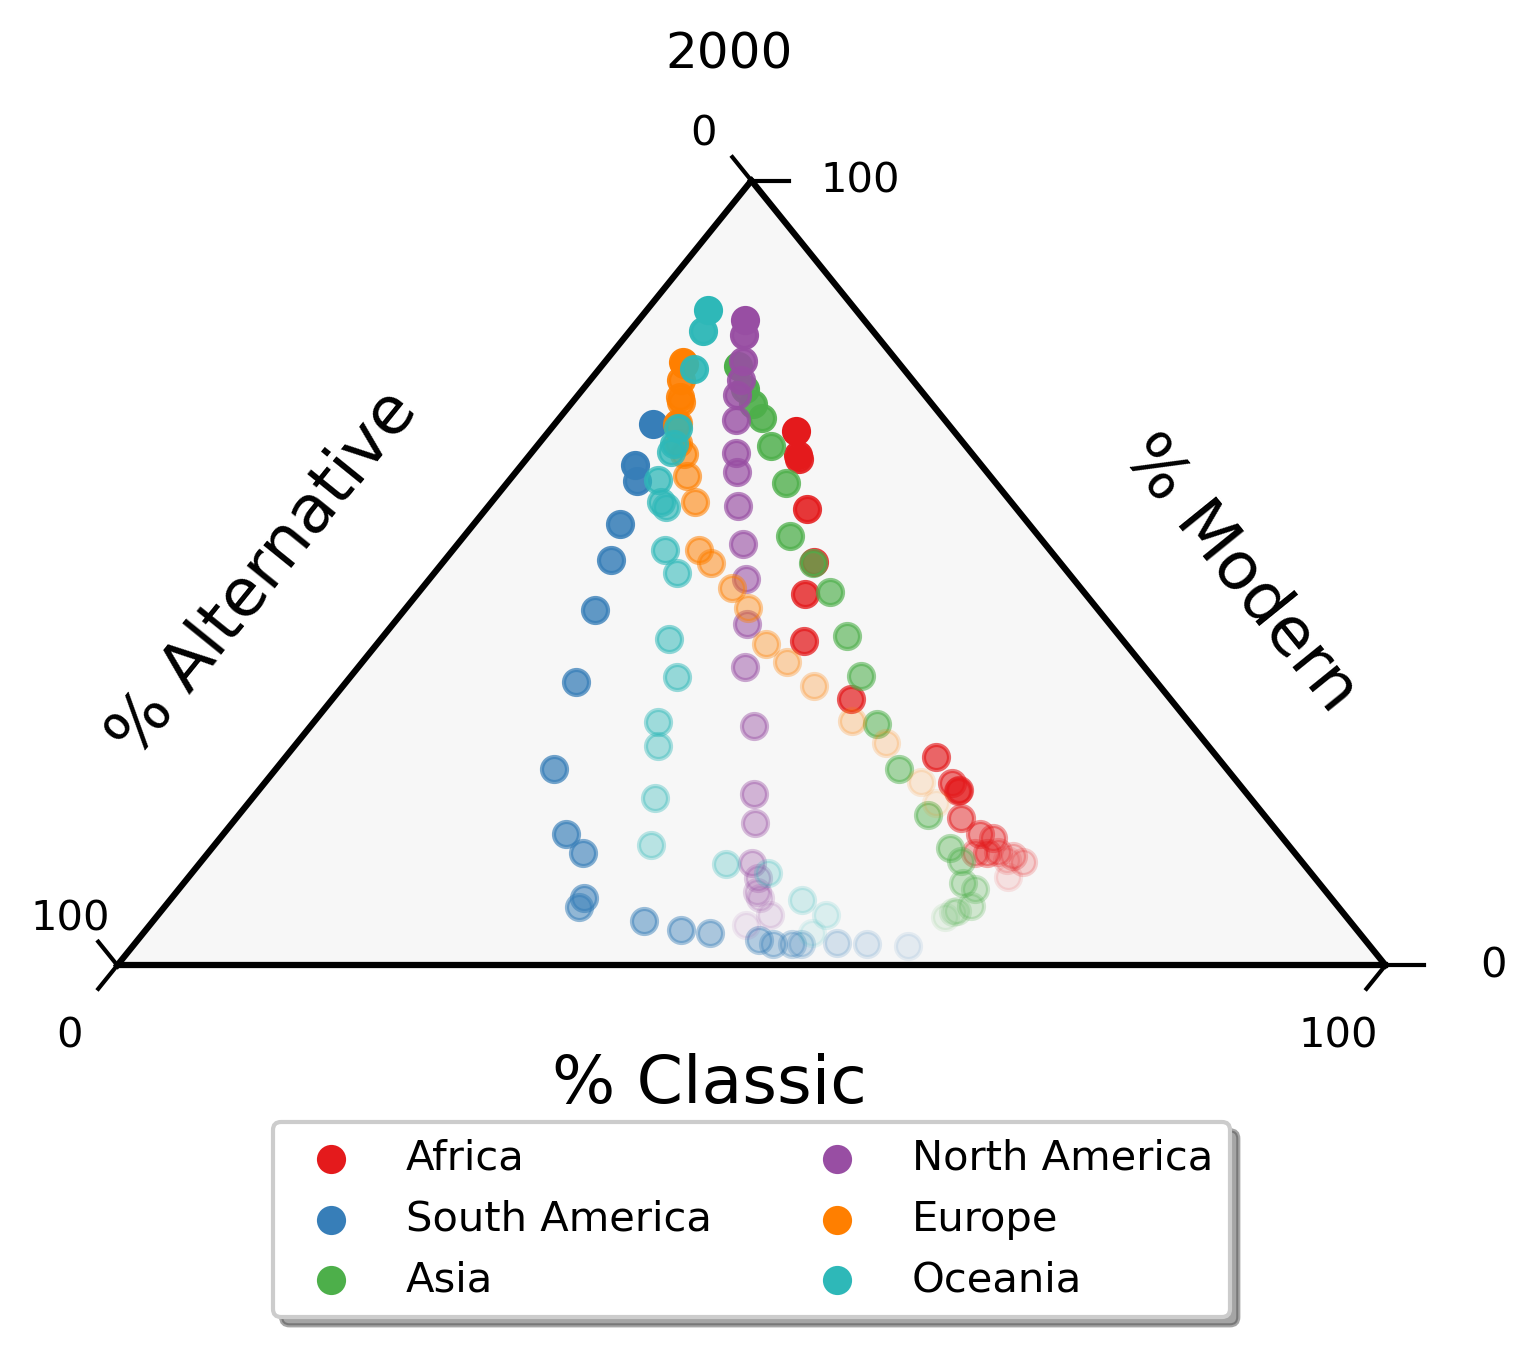 2000
0
100
% Alternative
% Modern
100
0
0
100
% Classic
Africa
North America
South America
Europe
Asia
Oceania